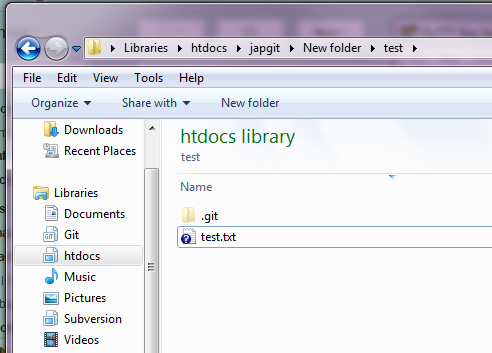 Libraries htdocs japgit New folder test
File Edit View Tools Help
Organize Share with New folder
Downloads
Recent Places
Libraries
Documents
Git
htdocs
Music
Pictures
Subversion
Videos
htdocs library
test
Name
.git
test.txt